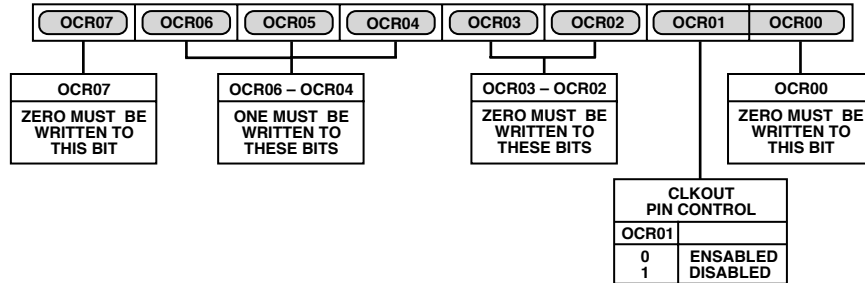 OCR07 OCR06 OCR05 OCR04 OCR03 OCR02 OCR01 OCR00
OCR07
ZERO MUST BE
WRITTEN TO
THIS BIT
OCR06 – OCR04
ONE MUST BE
WRITTEN TO
THESE BITS
OCR03 – OCR02
ZERO MUST BE
WRITTEN TO
THESE BITS
OCR00
ZERO MUST BE
WRITTEN TO
THIS BIT
CLKOUT
PIN CONTROL
OCR01
0 ENSABLED
1 DISABLED